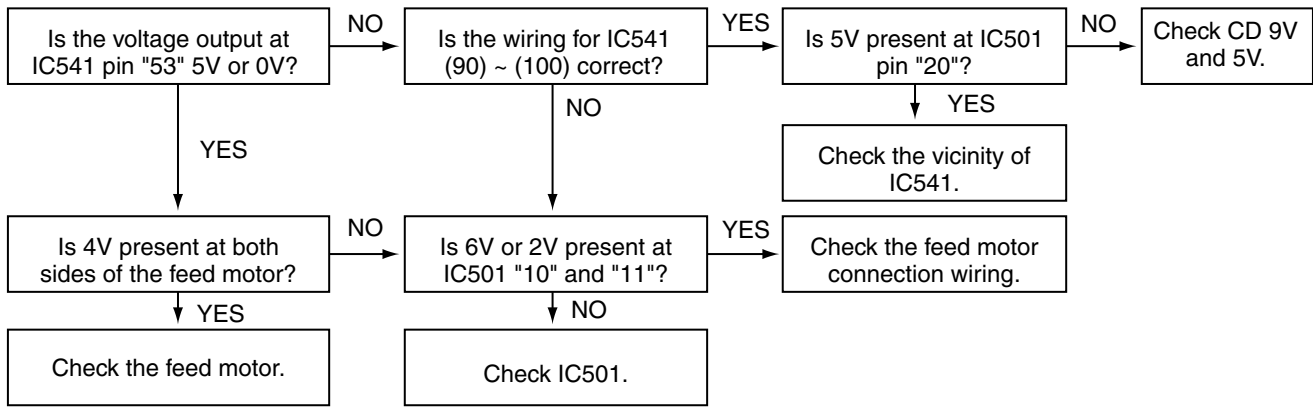 Is the voltage output at
IC541 pin "53" 5V or 0V?
NO
Is the wiring for IC541
(90) ~ (100) correct?
YES
Is 5V present at IC501
pin "20"?
NO
Check CD 9V
and 5V.
YES
NO
YES
Check the vicinity of
IC541.
Is 4V present at both
sides of the feed motor?
NO
Is 6V or 2V present at
IC501 "10" and "11"?
YES
Check the feed motor
connection wiring.
YES
NO
Check the feed motor.
Check IC501.